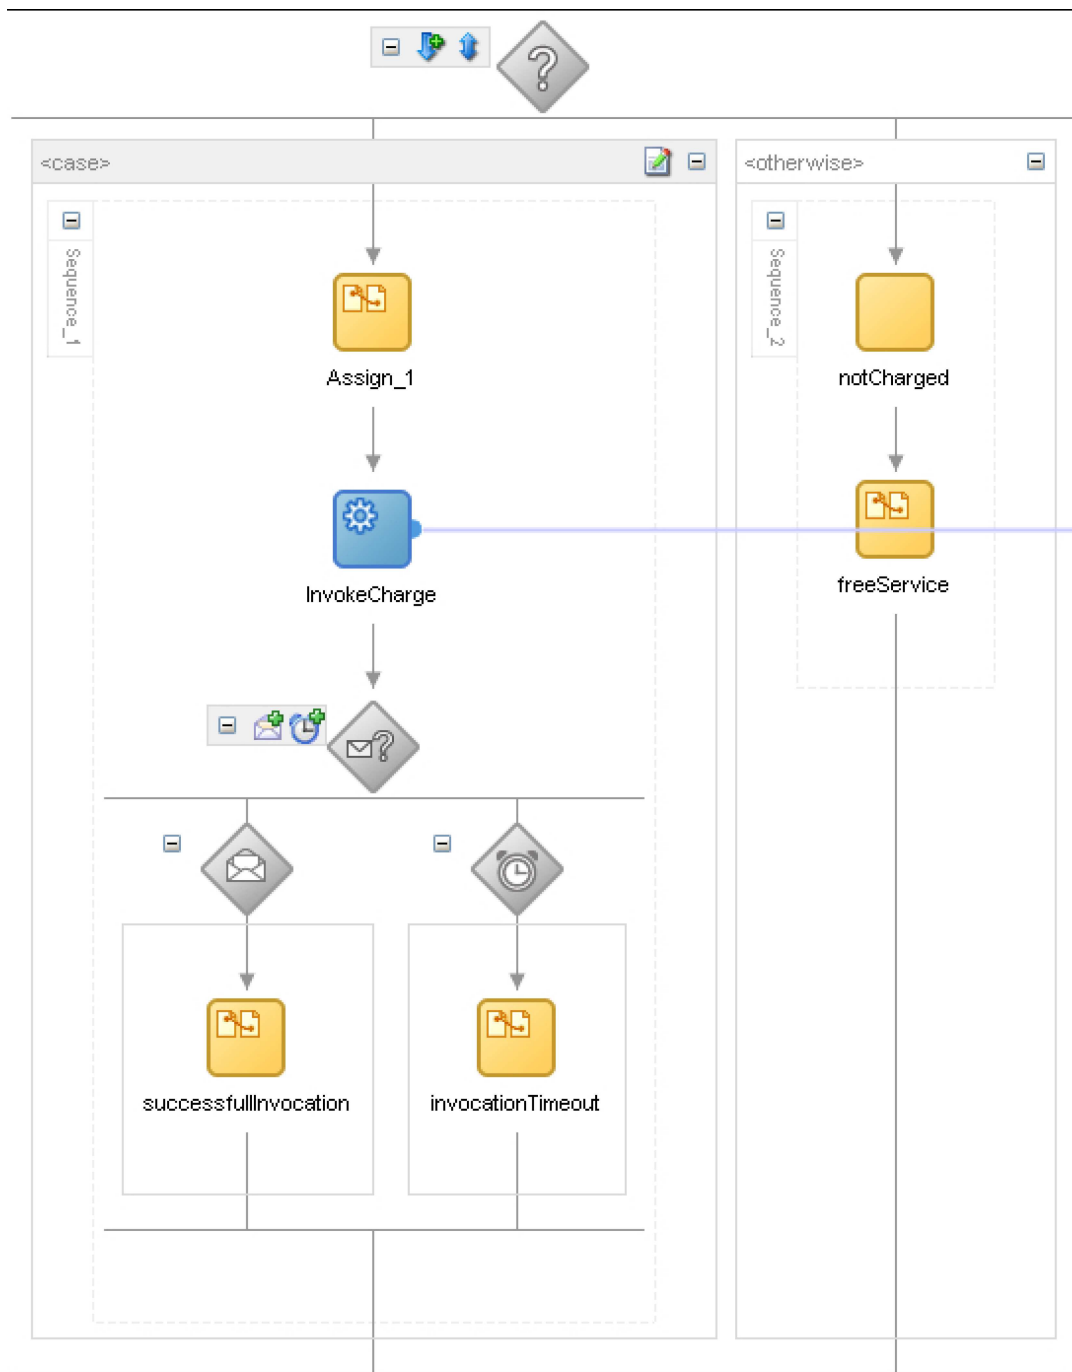 <case>
<otherwise>
Sequence_1
Sequence_2
Assign_1
notCharged
InvokeCharge
freeService
successfullInvocation
invocationTimeout